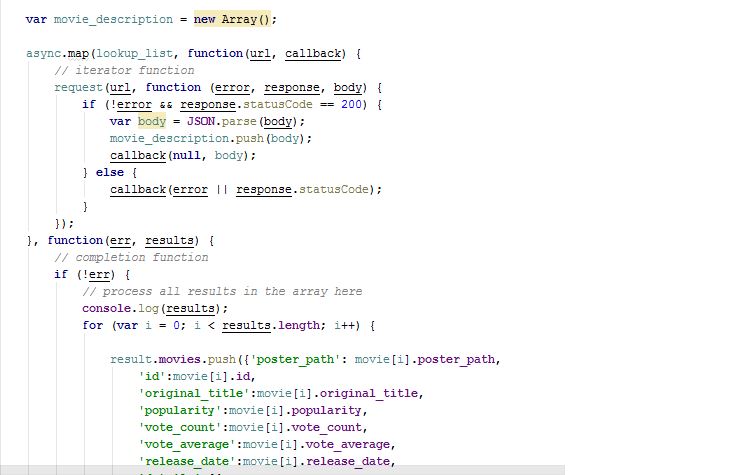 var movie_description = new Array();
async.map(lookup_list, function(url, callback) {
// iterator function
request(url, function (error, response, body) {
if (!error && response.statusCode == 200) {
var body = JSON.parse(body);
movie_description.push(body);
callback(null, body);
} else {
callback(error || response.statusCode);
}
});
}, function(err, results) {
// completion function
if (!err) {
// process all results in the array here
console.log(results);
for (var i = 0; i < results.length; i++) {
result.movies.push({'poster_path': movie[i].poster_path,
'id':movie[i].id,
'original_title':movie[i].original_title,
'popularity':movie[i].popularity,
'vote_count':movie[i].vote_count,
'vote_average':movie[i].vote_average,
'release_date':movie[i].release_date,